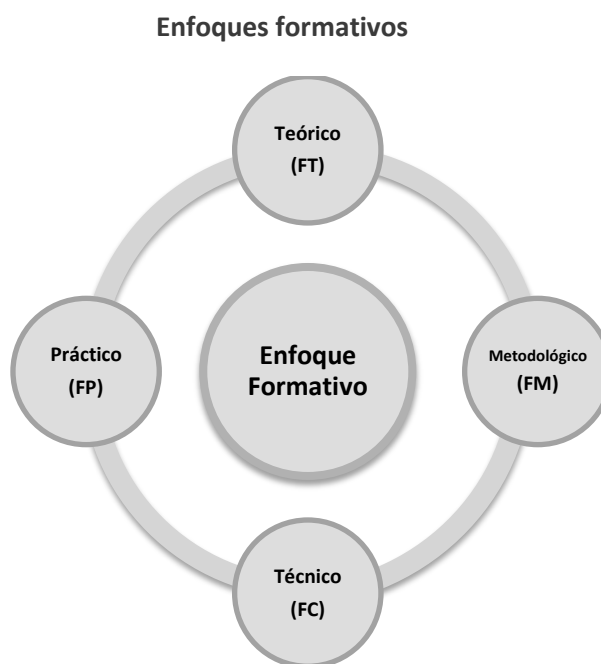 Enfoques formativos
Teórico
(FT)
Práctico
(FP)
Enfoque
Formativo
Metodológico
(FM)
Técnico
(FC)